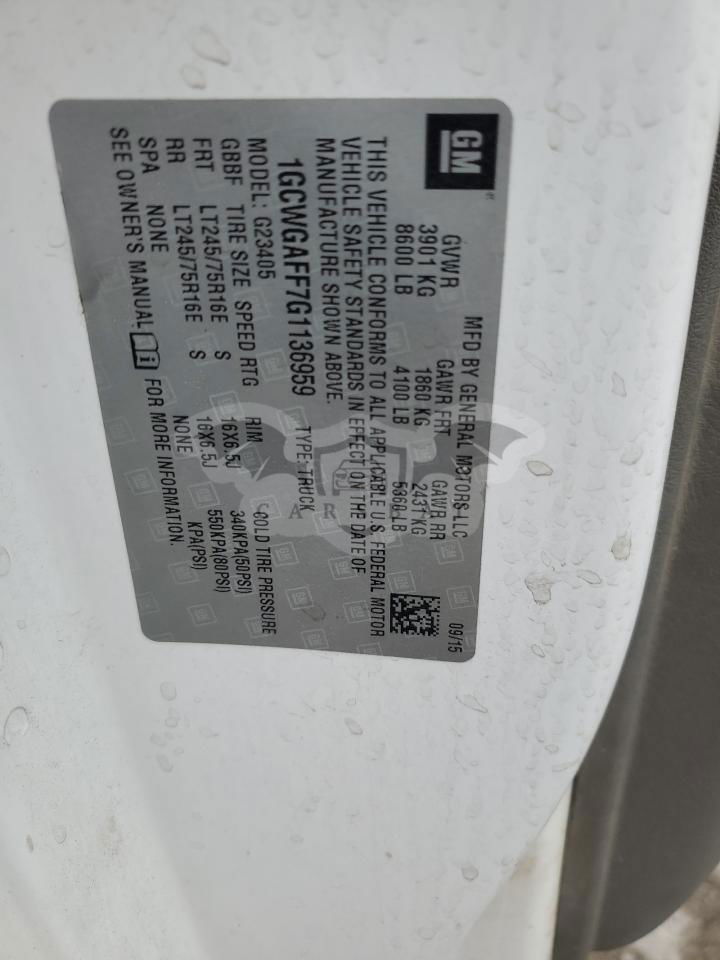 GM
MFD BY GENERAL MOTORS LLC 09/15
GVWR GAWR FRT GAWR RR
3901 KG 1860 KG 2431 KG
8600 LB 4100 LB 5360 LB
THIS VEHICLE CONFORMS TO ALL APPLICABLE U.S. FEDERAL MOTOR
VEHICLE SAFETY STANDARDS IN EFFECT ON THE DATE OF
MANUFACTURE SHOWN ABOVE.
1GCWGAFF7G1136959 TYPE: TRUCK
MODEL: G23405
GBBF TIRE SIZE SPEED RTG RIM COLD TIRE PRESSURE
FRT LT245/75R16E S 16X6.5J 340KPA(50PSI)
RR LT245/75R16E S 16X6.5J 550KPA(80PSI)
SPA NONE NONE KPA(PSI)
SEE OWNER'S MANUAL FOR MORE INFORMATION.